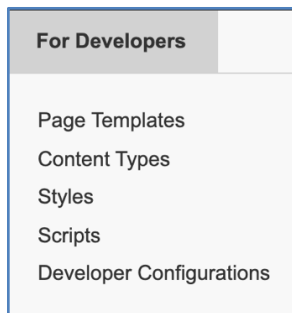 For Developers
Page Templates
Content Types
Styles
Scripts
Developer Configurations